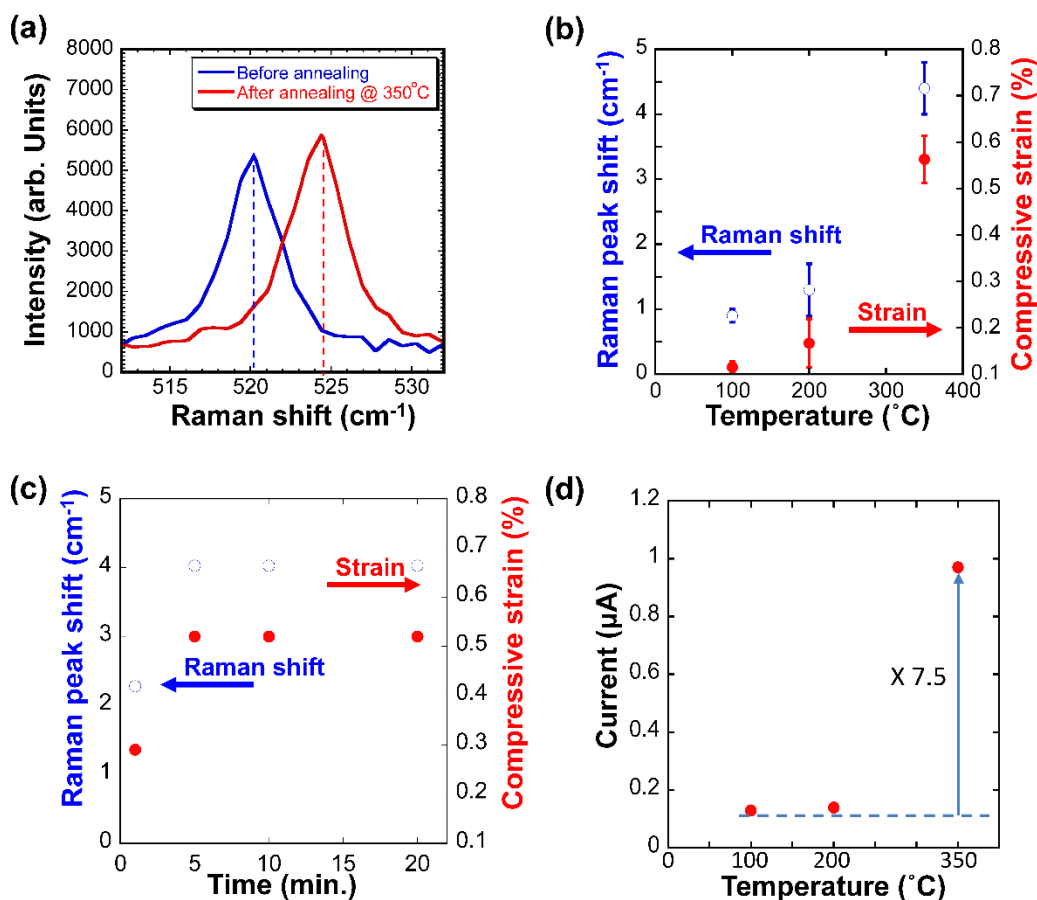 (a)
Intensity (arb. Units)
8000
7000
6000
5000
4000
3000
2000
1000
0
Before annealing
After annealing @ 350°C
515 520 525 530
Raman shift (cm-1)
(b)
Raman peak shift (cm-1)
5
4
3
2
1
0
Raman shift
Strain
0.8
0.7
0.6
0.5
0.4
0.3
0.2
0.1
Compressive strain (%)
0 100 200 300 400
Temperature (˚C)
(c)
Raman peak shift (cm-1)
5
4
3
2
1
0
Strain
Raman shift
0.8
0.7
0.6
0.5
0.4
0.3
0.2
0.1
Compressive strain (%)
0 5 10 15 20
Time (min.)
(d)
Current (µA)
1.2
1
0.8
0.6
0.4
0.2
0
X 7.5
0 100 200 350
Temperature (˚C)